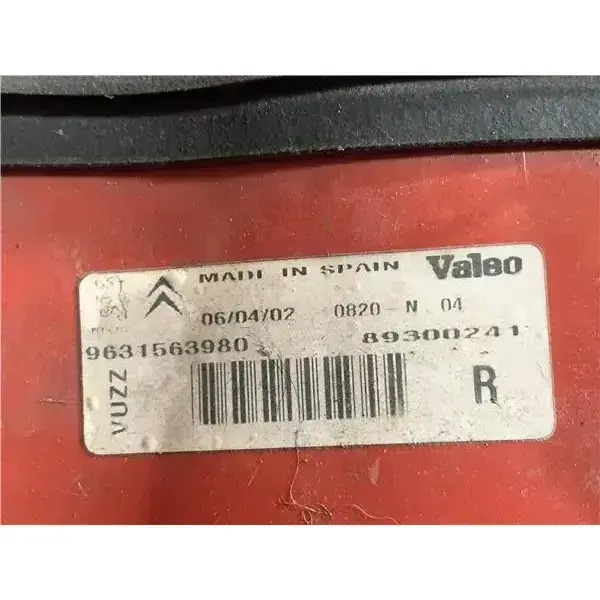 MADE IN SPAIN Valeo
06/04/02 0820-N 04
9631563980 89300241
VUZZ
R